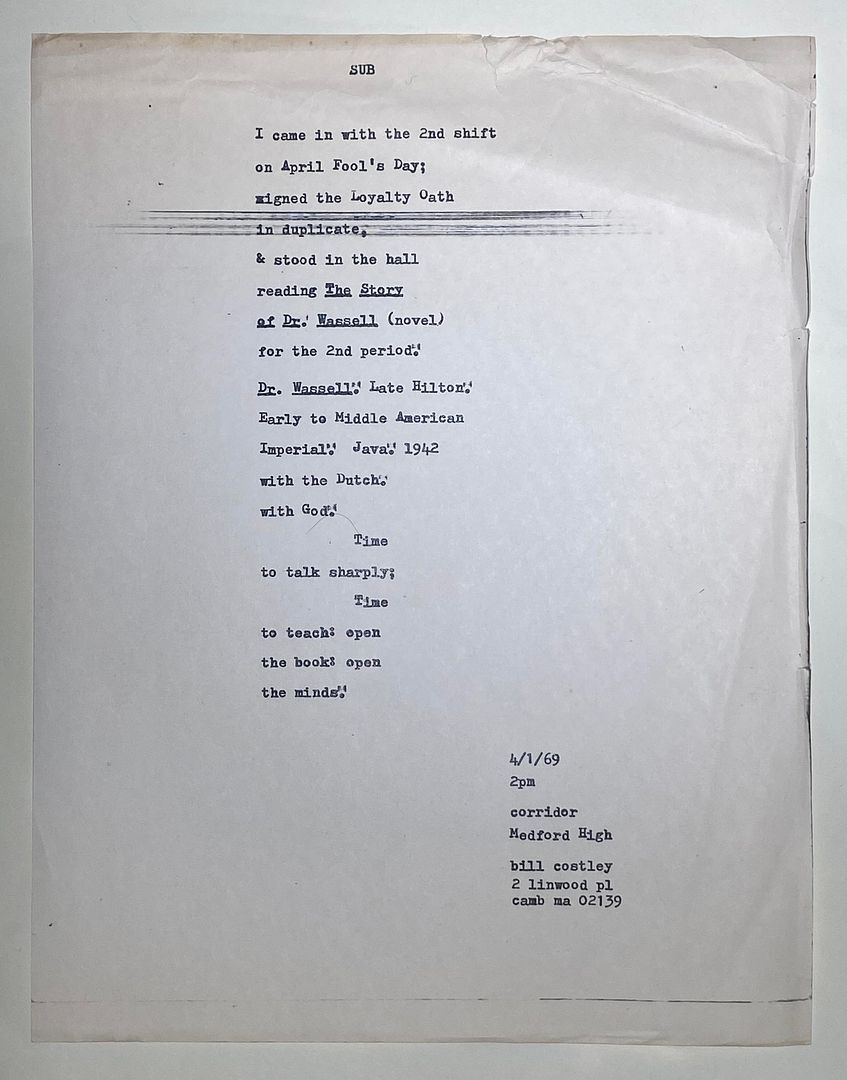 SUB
I came in with the 2nd shift
on April Fool's Day;
signed the Loyalty Oath
in duplicate,
& stood in the hall
reading The Story
of Dr. Wassell (novel)
for the 2nd period.
Dr. Wassell. Late Hilton.
Early to Middle American
Imperial. Java. 1942
with the Dutch.
with God.
Time
to talk sharply;
Time
to teach: open
the book: open
the minds.
4/1/69
2pm
corridor
Medford High
bill costley
2 linwood pl
camb ma 02139